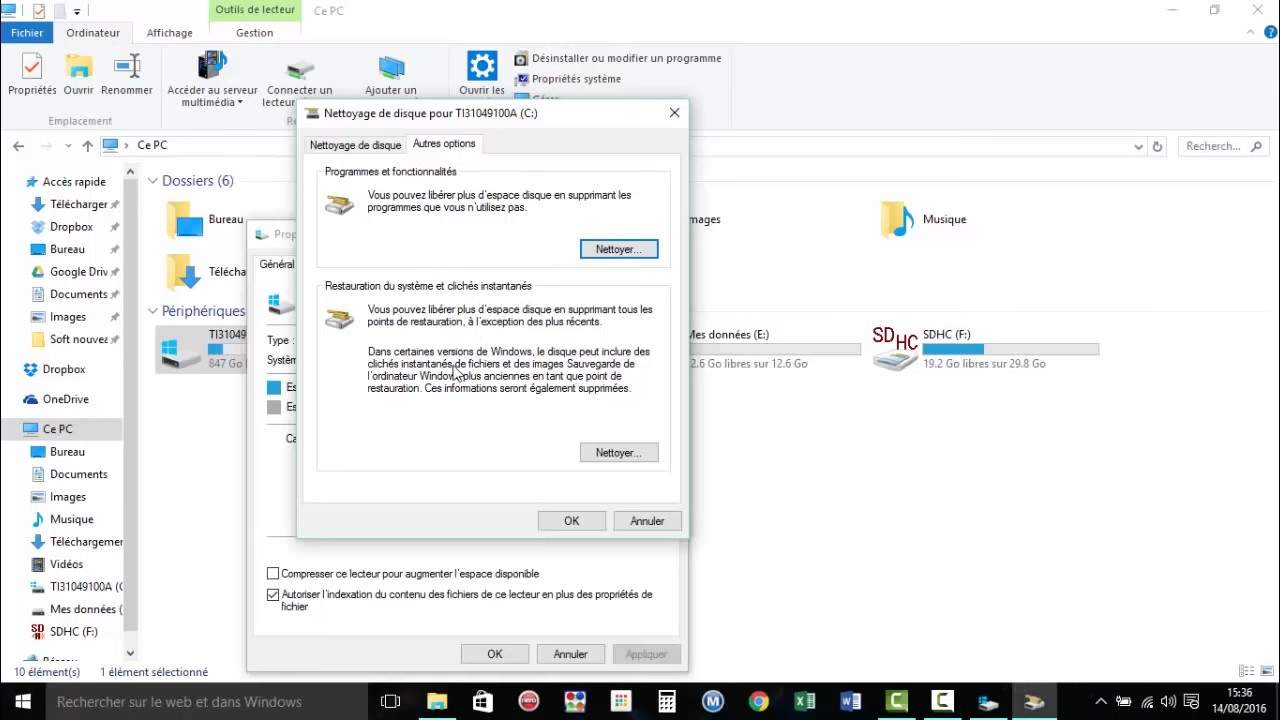 Outils de lecteur
Ce PC
Fichier
Ordinateur
Affichage
Gestion
Propriétés
Ouvrir
Renommer
Accéder au serveur
multimédia
Connecter un
lecteur
Ajouter un
Ouvrir les
Désinstaller ou modifier un programme
Propriétés système
Emplacement
Ce PC
Recherch...
Nettoyage de disque pour TI31049100A (C:)
Nettoyage de disque
Autres options
Programmes et fonctionnalités
Vous pouvez libérer plus d'espace disque en supprimant les
programmes que vous n'utilisez pas.
Nettoyer...
Restauration du système et clichés instantanés
Vous pouvez libérer plus d'espace disque en supprimant tous les
points de restauration, à l'exception des plus récents.
Dans certaines versions de Windows, le disque peut inclure des
clichés instantanés de fichiers et des images Sauvegarde de
l'ordinateur Windows plus anciennes en tant que point de
restauration. Ces informations seront également supprimées.
Nettoyer...
OK
Annuler
Accès rapide
Télécharger
Dropbox
Bureau
Google Driv
Documents
Images
Soft nouvea
Dropbox
OneDrive
Ce PC
Bureau
Documents
Images
Musique
Téléchargemen
Vidéos
TI31049100A (
Mes données (
SDHC (F:)
Dossiers (6)
Bureau
Téléch
Images
Musique
Périphériques
TI31049
847 Go
Mes données (E:)
2.6 Go libres sur 12.6 Go
SDHC
SDHC (F:)
19.2 Go libres sur 29.8 Go
Prop
Général
Type :
Systèm
Es
Es
Ca
Compresser ce lecteur pour augmenter l'espace disponible
Autoriser l'indexation du contenu des fichiers de ce lecteur en plus des propriétés de
fichier
OK
Annuler
Appliquer
10 élément(s)
1 élément sélectionné
Rechercher sur le web et dans Windows
15:36
14/08/2016